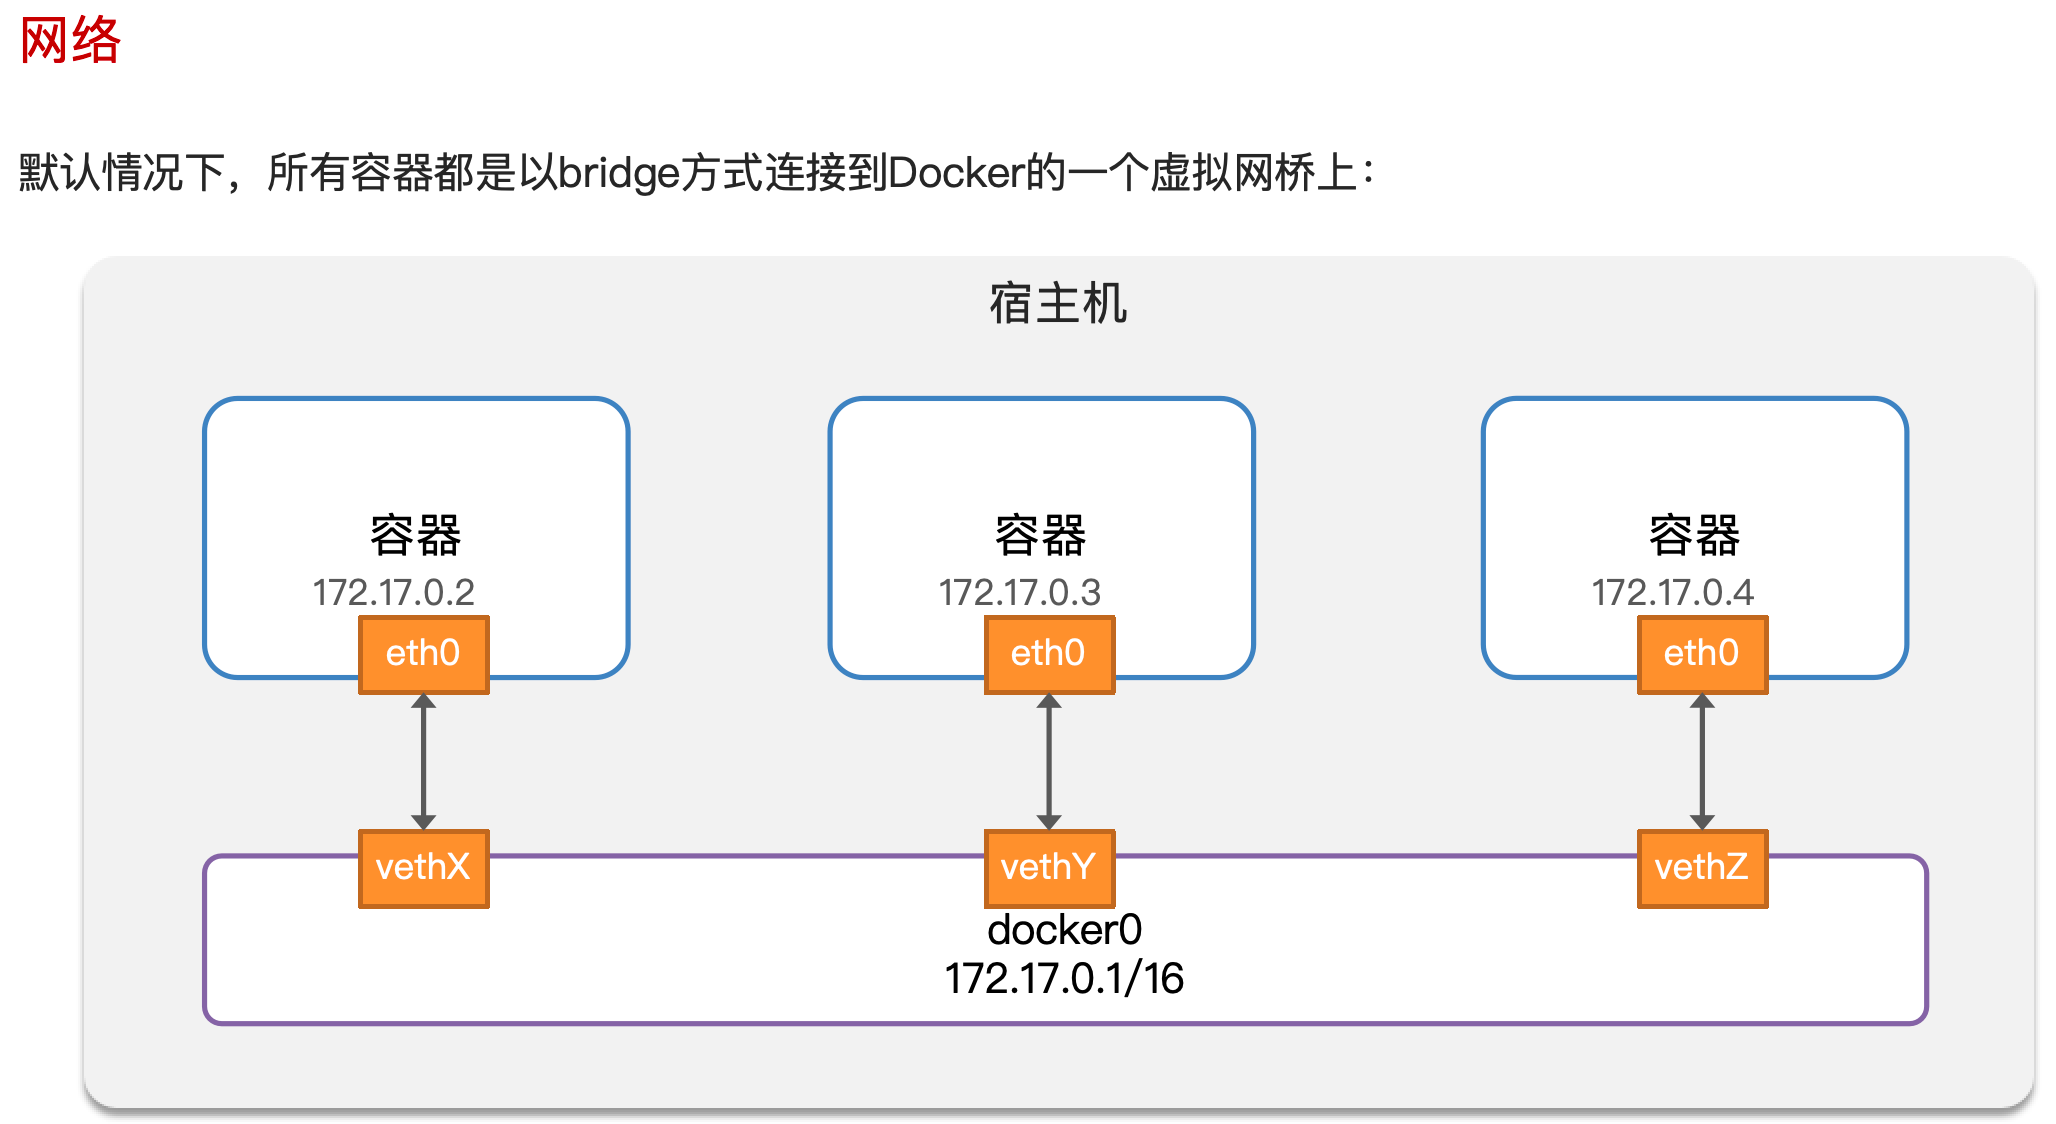 网络
默认情况下，所有容器都是以bridge方式连接到Docker的一个虚拟网桥上：
宿主机
容器
172.17.0.2
eth0
容器
172.17.0.3
eth0
容器
172.17.0.4
eth0
vethX
vethY
vethZ
docker0
172.17.0.1/16